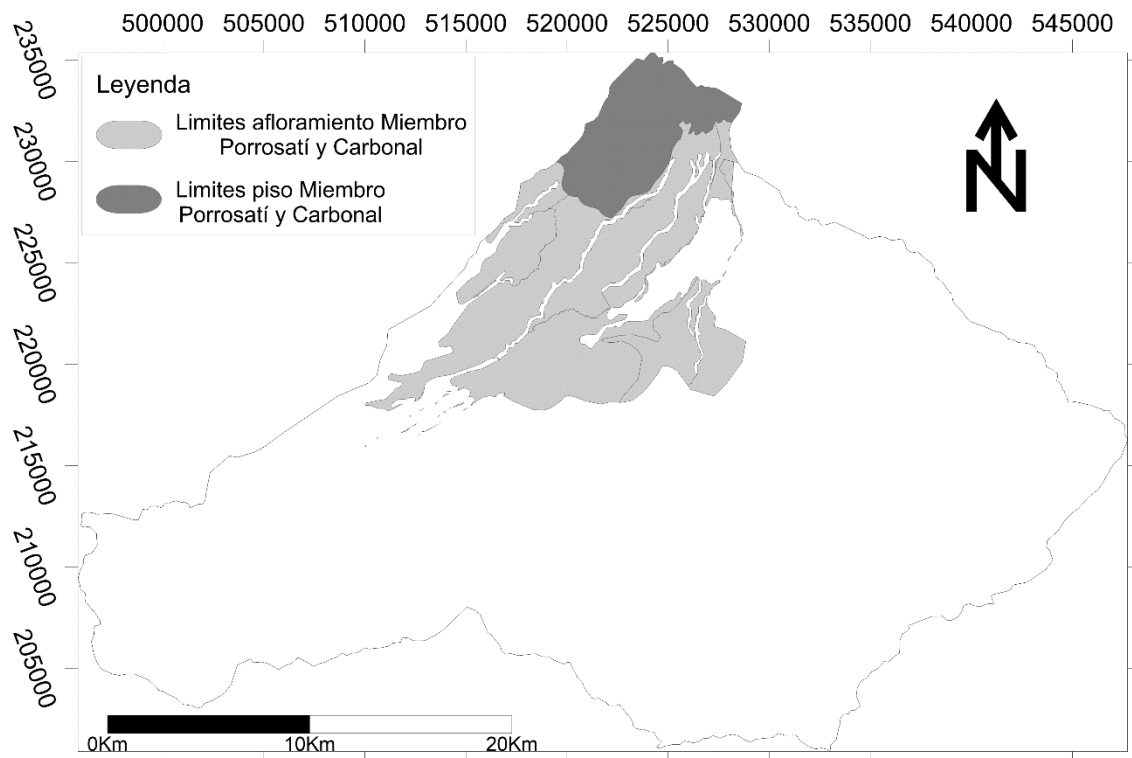 500000 505000 510000 515000 520000 525000 530000 535000 540000 545000
235000
230000
225000
220000
215000
210000
205000
Leyenda
Limites afloramiento Miembro
Porrosatí y Carbonal
Limites piso Miembro
Porrosatí y Carbonal
N
0Km 10Km 20Km